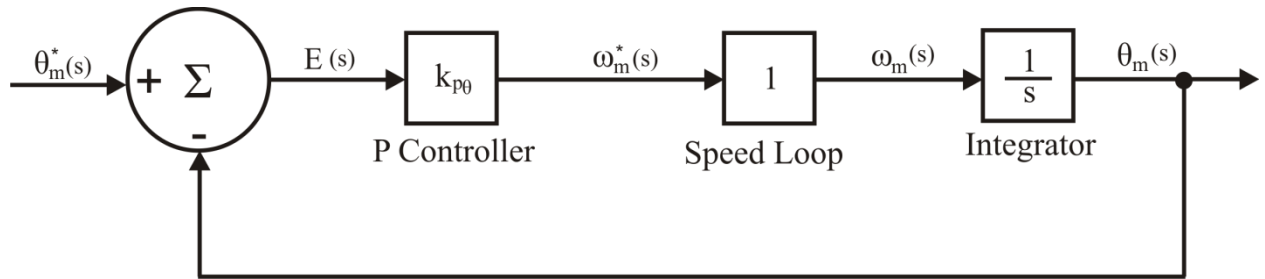 θ*m(s)
+
Σ
-
E (s)
kpθ
P Controller
ω*m(s)
1
Speed Loop
ωm(s)
1
s
Integrator
θm(s)